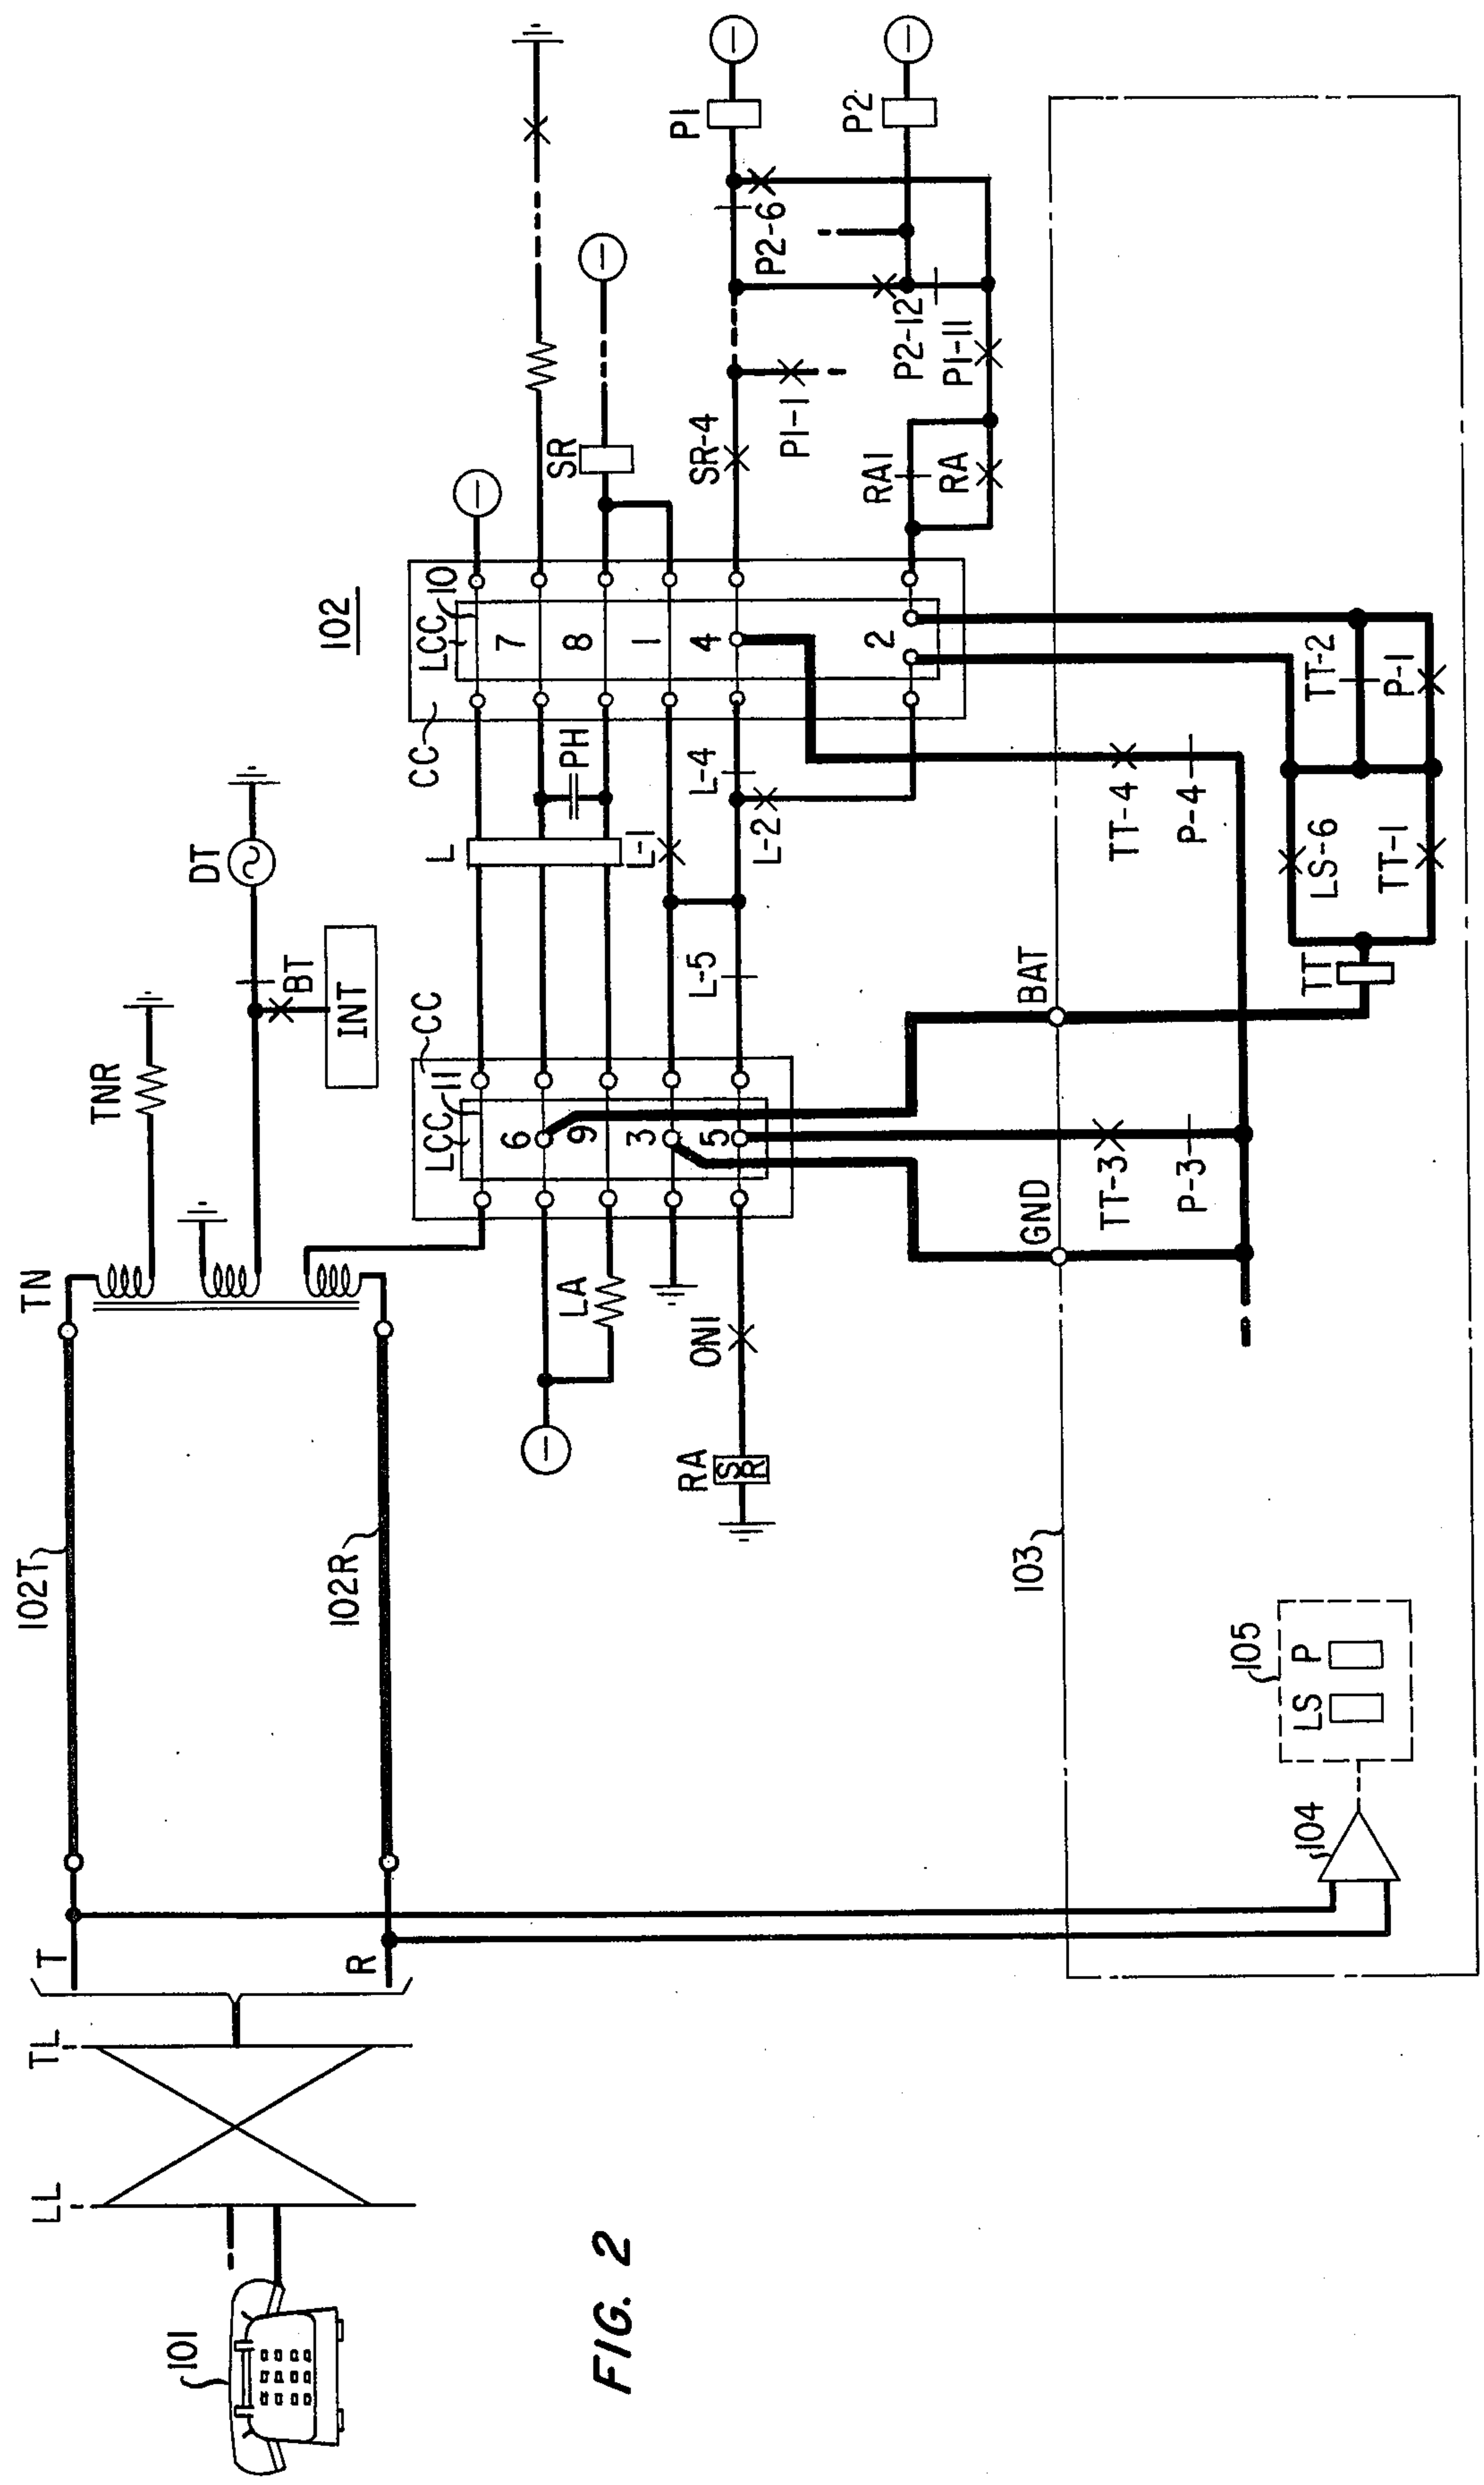 101
LL
TL
T
R
102T
102R
TN
TNR
DT
BT
INT
LA
ON1
RA
SR
CC
LCC
11
6
9
3
5
L
PH
L-1
L-4
L-2
L-5
102
CC
LCC
10
7
8
1
4
2
SR
SR-4
P1-1
RA1
RA
P1-11
P2-12
P2-6
P1
P2
103
GND
BAT
TT-3
P-3
TT-4
P-4
TT
LS-6
TT-1
TT-2
P-1
104
105
LS
P
FIG. 2